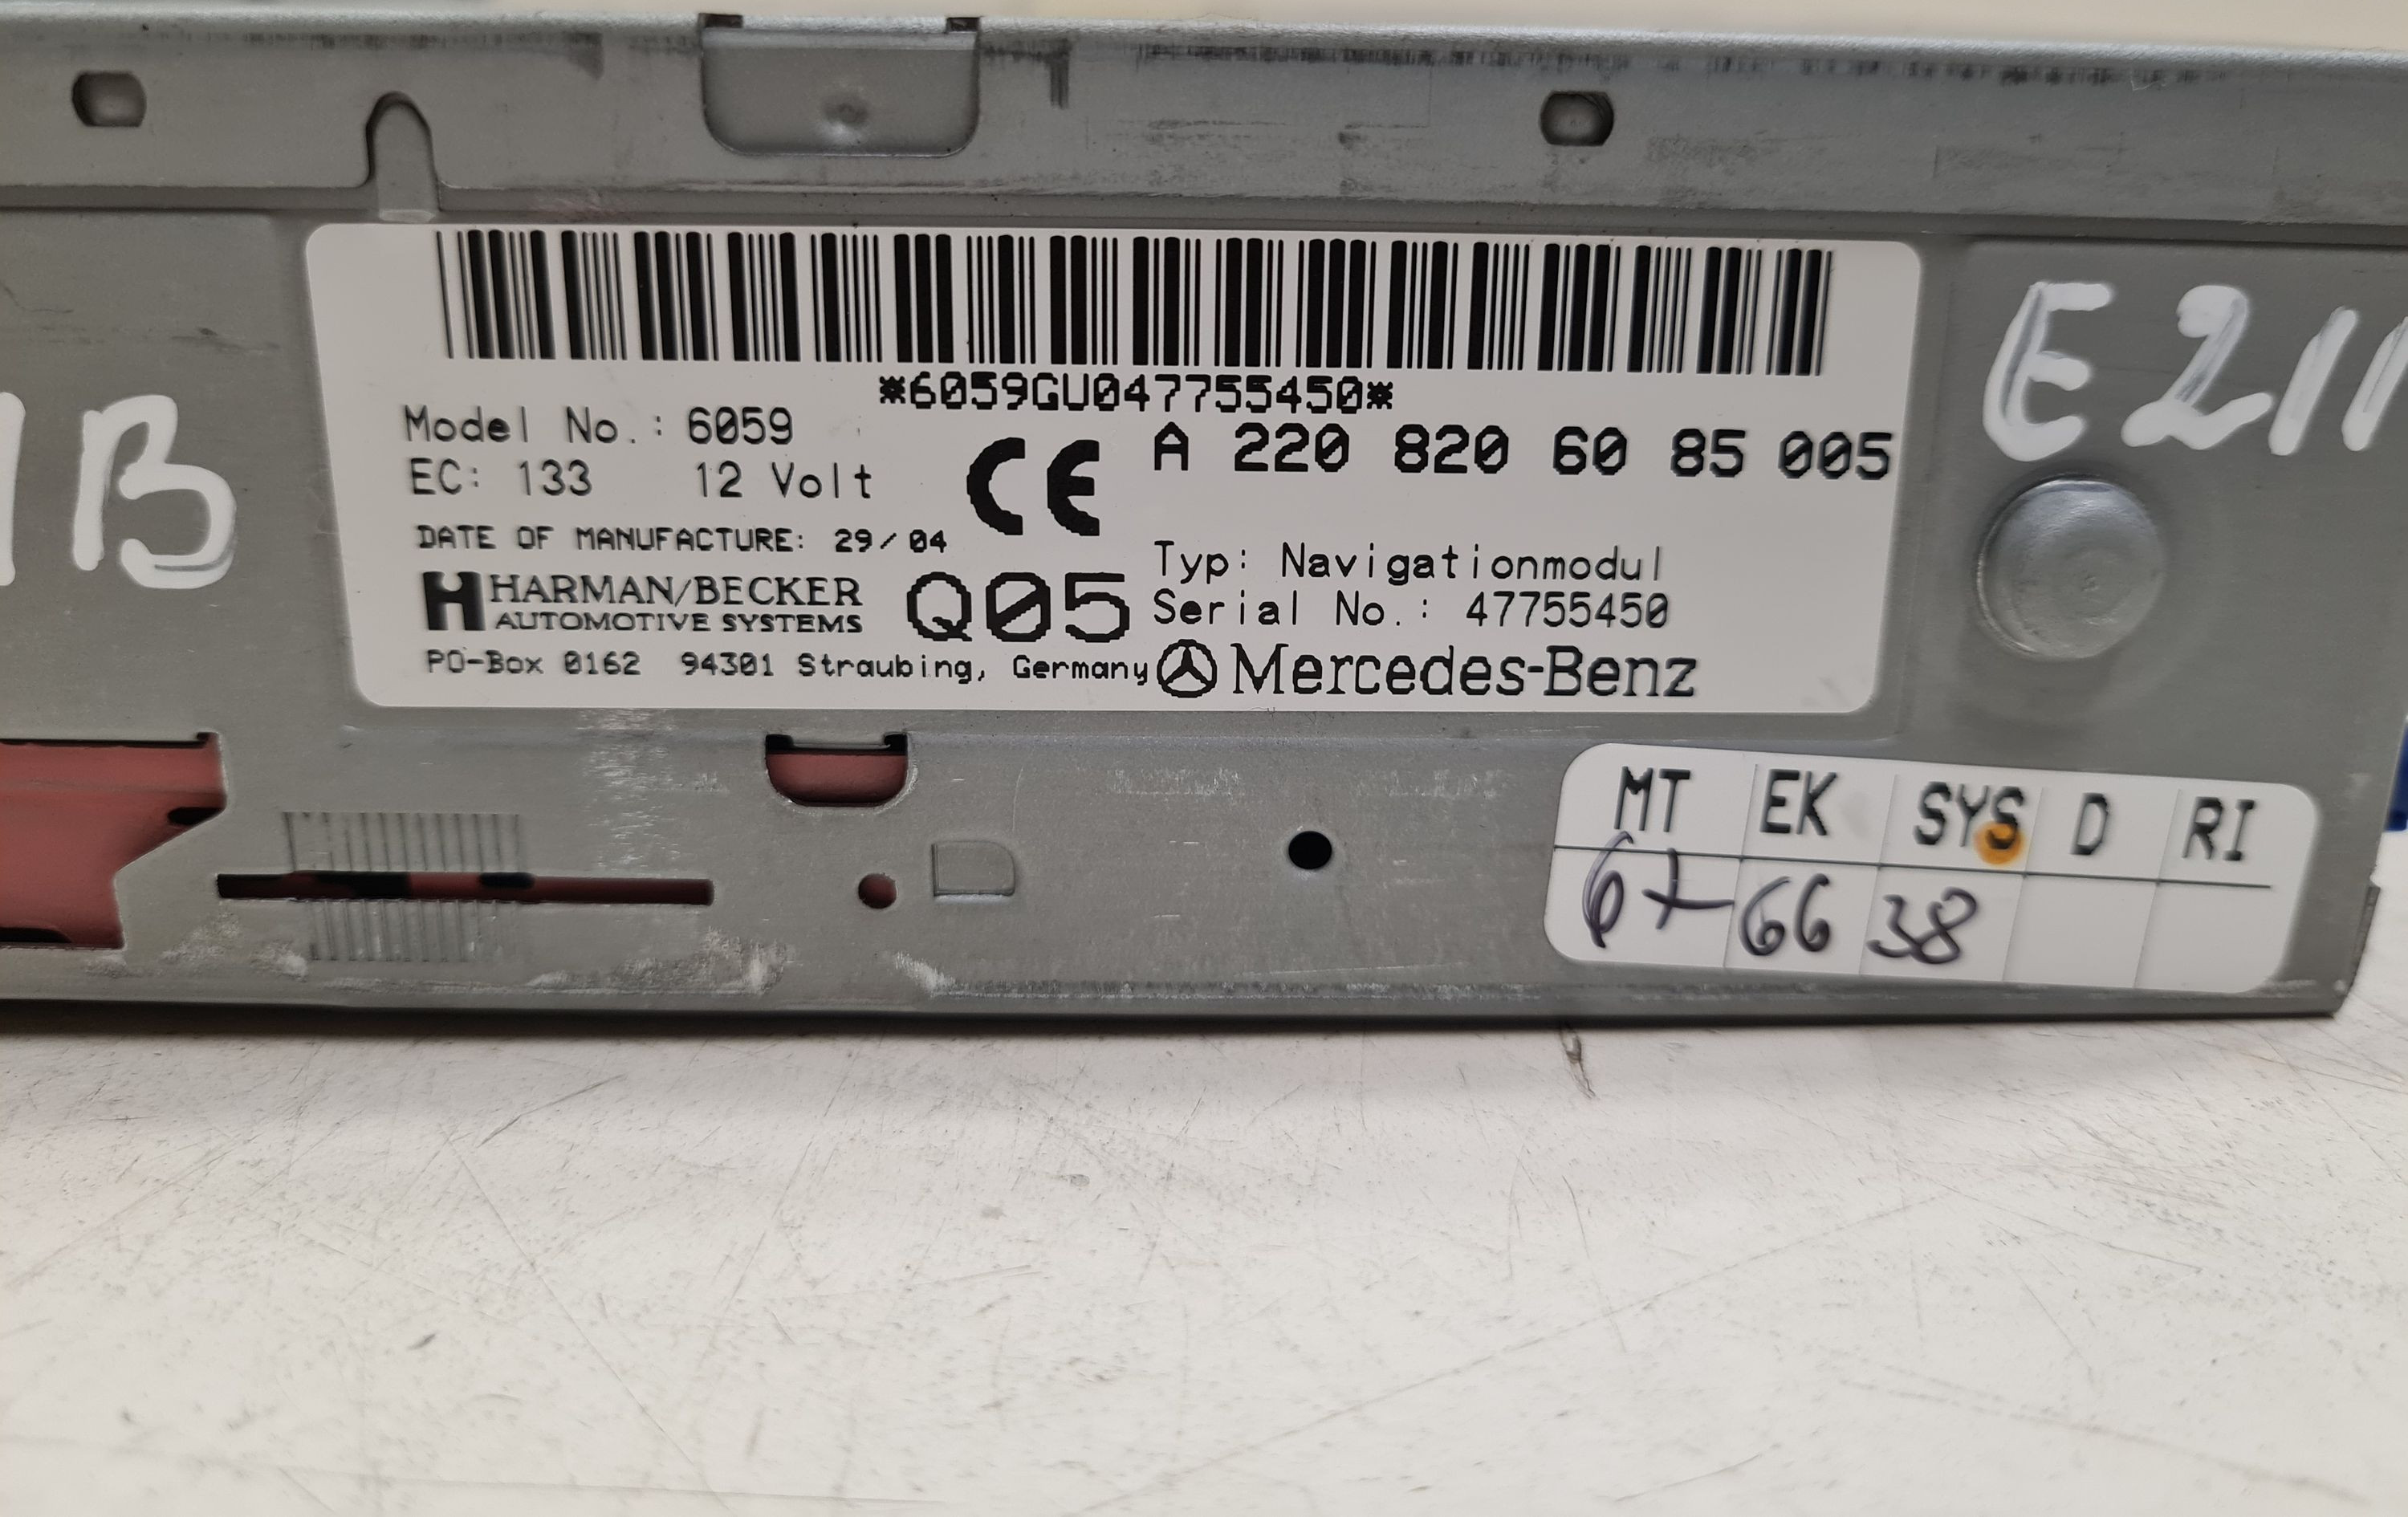 *6059GU047755450*
Model No.: 6059
EC: 133 12 Volt
CE
A 220 820 60 85 005
DATE OF MANUFACTURE: 29/04
HARMAN/BECKER
AUTOMOTIVE SYSTEMS
Q05
PO-Box 0162 94301 Straubing, Germany
Typ: Navigationmodul
Serial No.: 47755450
Mercedes-Benz
B
E211
MT EK SYS D RI
67 66 38